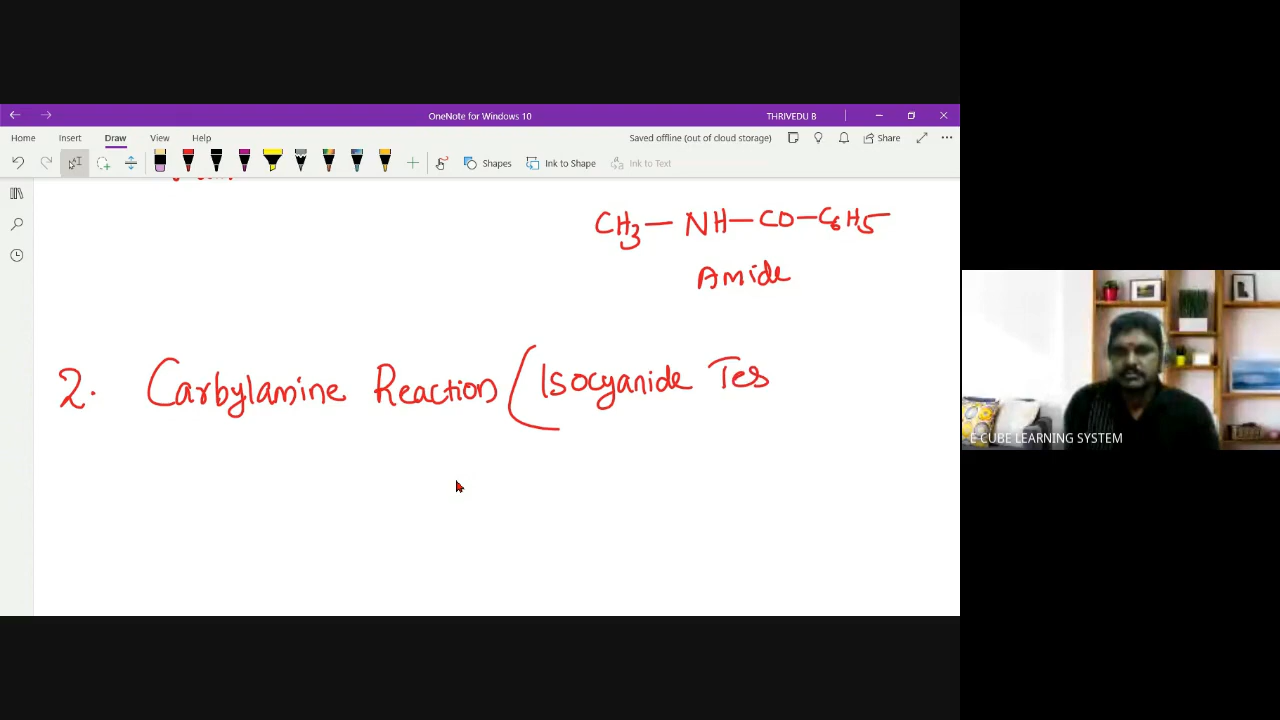 OneNote for Windows 10
THRIVEDU B
Home Insert Draw View Help
Saved offline (out of cloud storage)
Share
Shapes
Ink to Shape
Ink to Text
CH3 — NH — CO — C6H5 —
Amide
2. Carbylamine Reaction (Isocyanide Tes
E CUBE LEARNING SYSTEM